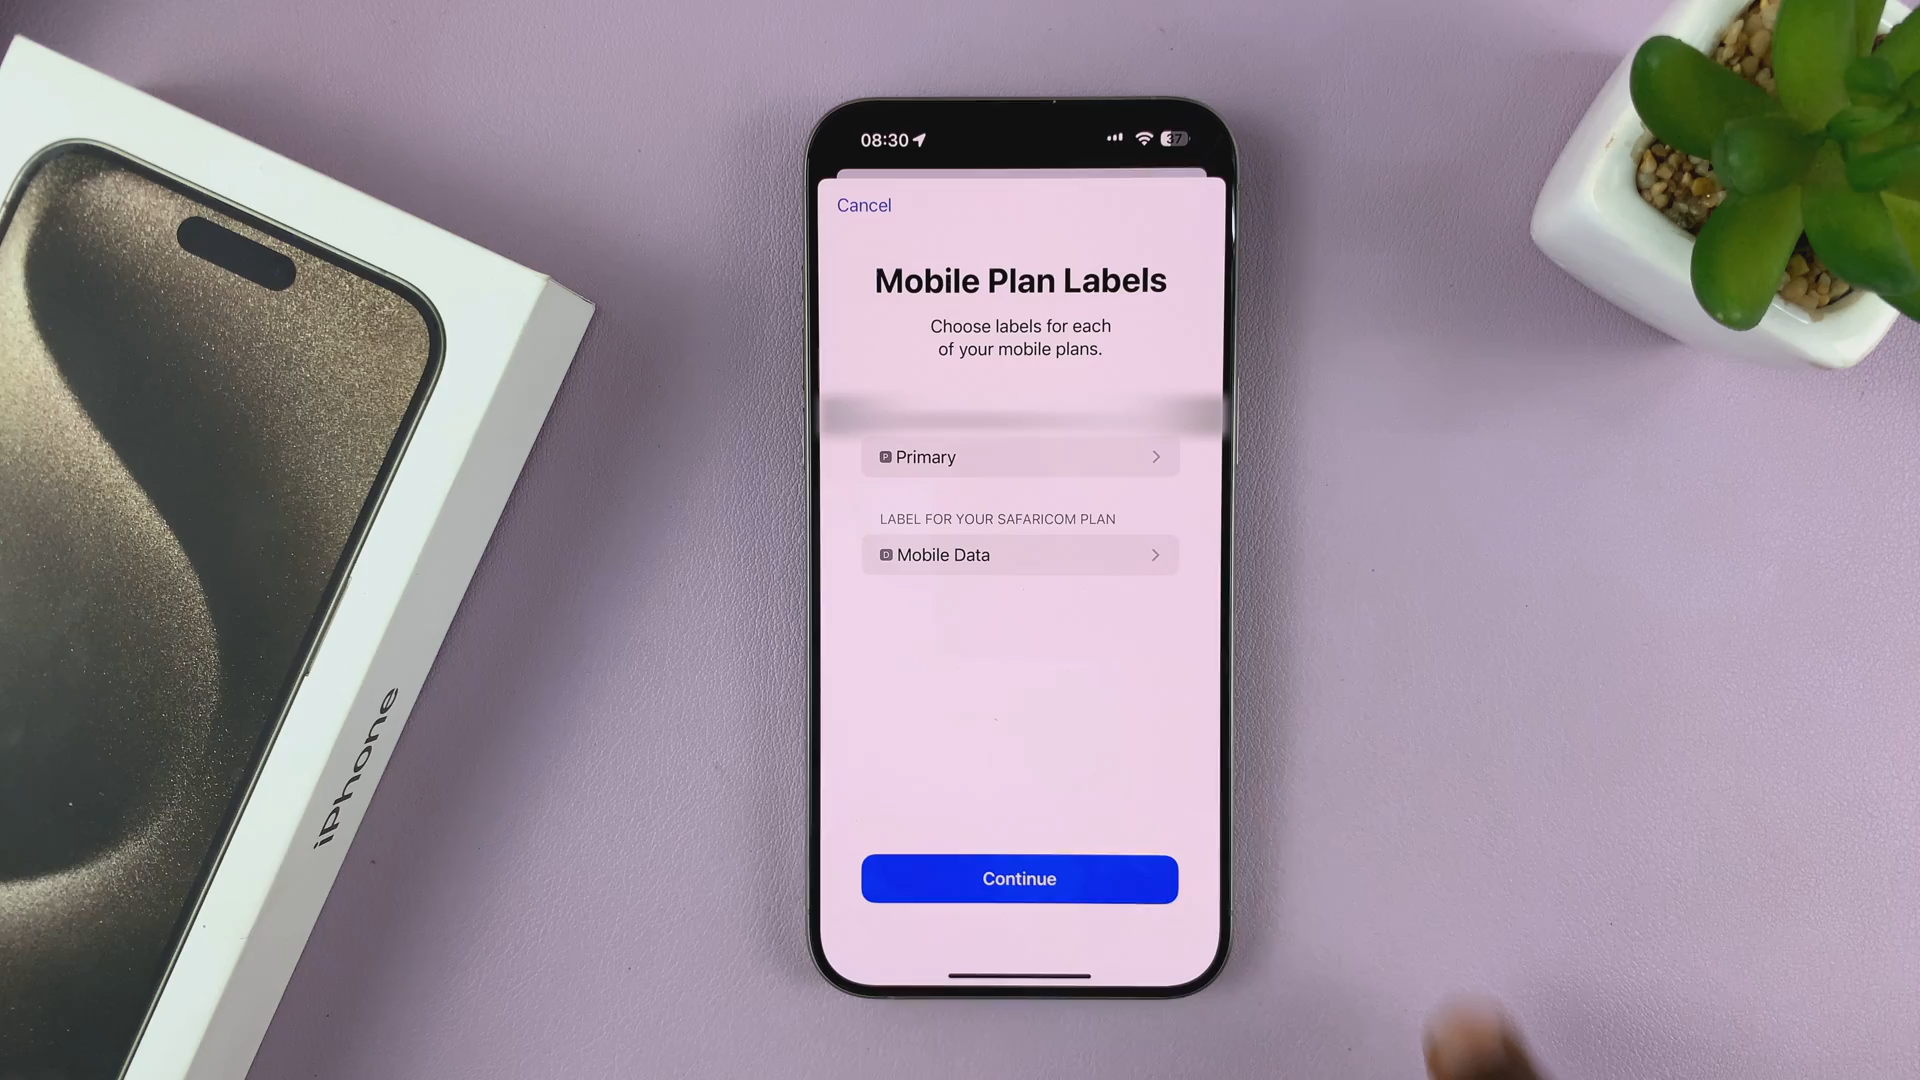 iPhone
08:30
37
Cancel
Mobile Plan Labels
Choose labels for each
of your mobile plans.
P Primary
LABEL FOR YOUR SAFARICOM PLAN
D Mobile Data
Continue